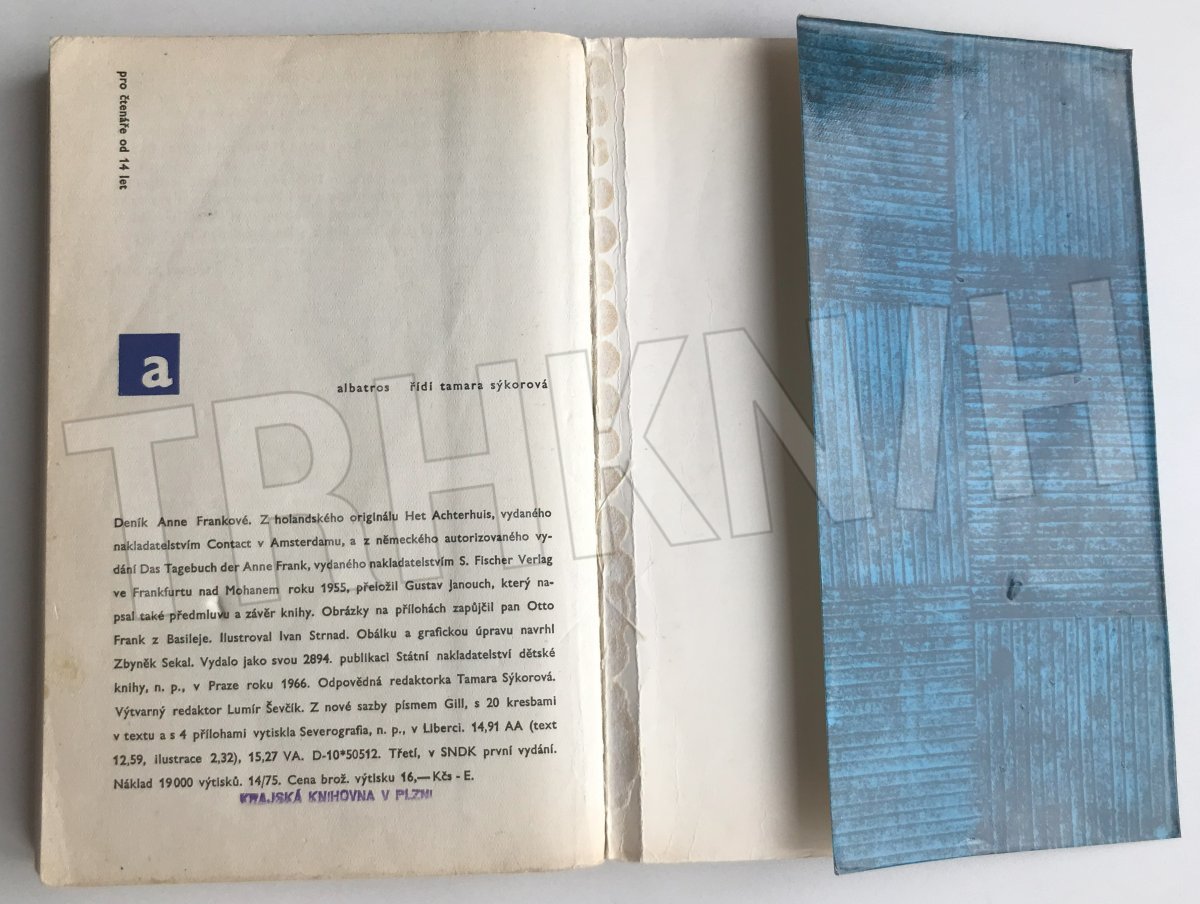 pro čtenáře od 14 let
a
albatros řídí tamara sýkorová
Deník Anne Frankové. Z holandského originálu Het Achterhuis, vydaného
nakladatelstvím Contact v Amsterdamu, a z německého autorizovaného vy-
dání Das Tagebuch der Anne Frank, vydaného nakladatelstvím S. Fischer Verlag
ve Frankfurtu nad Mohanem roku 1955, přeložil Gustav Janouch, který na-
psal také předmluvu a závěr knihy. Obrázky na přílohách zapůjčil pan Otto
Frank z Basileje. Ilustroval Ivan Strnad. Obálku a grafickou úpravu navrhl
Zbyněk Sekal. Vydalo jako svou 2894. publikaci Státní nakladatelství dětské
knihy, n. p., v Praze roku 1966. Odpovědná redaktorka Tamara Sýkorová.
Výtvarný redaktor Lumír Ševčík. Z nové sazby písmem Gill, s 20 kresbami
v textu a s 4 přílohami vytiskla Severografia, n. p., v Liberci. 14,91 AA (text
12,59, ilustrace 2,32), 15,27 VA. D-10*50512. Třetí, v SNDK první vydání.
Náklad 19000 výtisků. 14/75. Cena brož. výtisku 16,— Kčs - E.
KRAJSKÁ KNIHOVNA V PLZNI
TRHKNIH